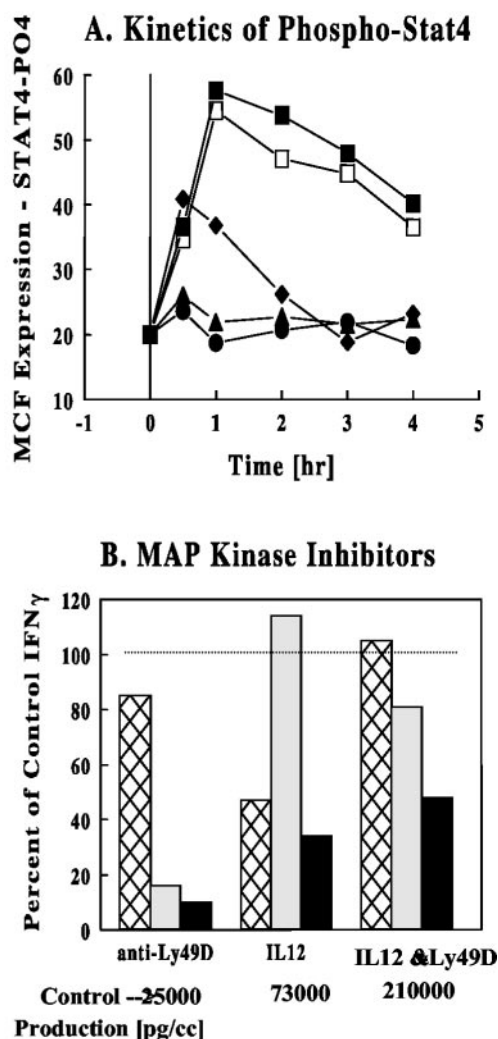 A. Kinetics of Phospho-Stat4
MCF Expression - STAT4-PO4
60
50
40
30
20
10
-1 0 1 2 3 4 5
Time [hr]
B. MAP Kinase Inhibitors
Percent of Control IFNγ
120
100
80
60
40
20
0
anti-Ly49D IL12 IL12 &Ly49D
Control --> 25000 73000 210000
Production [pg/cc]